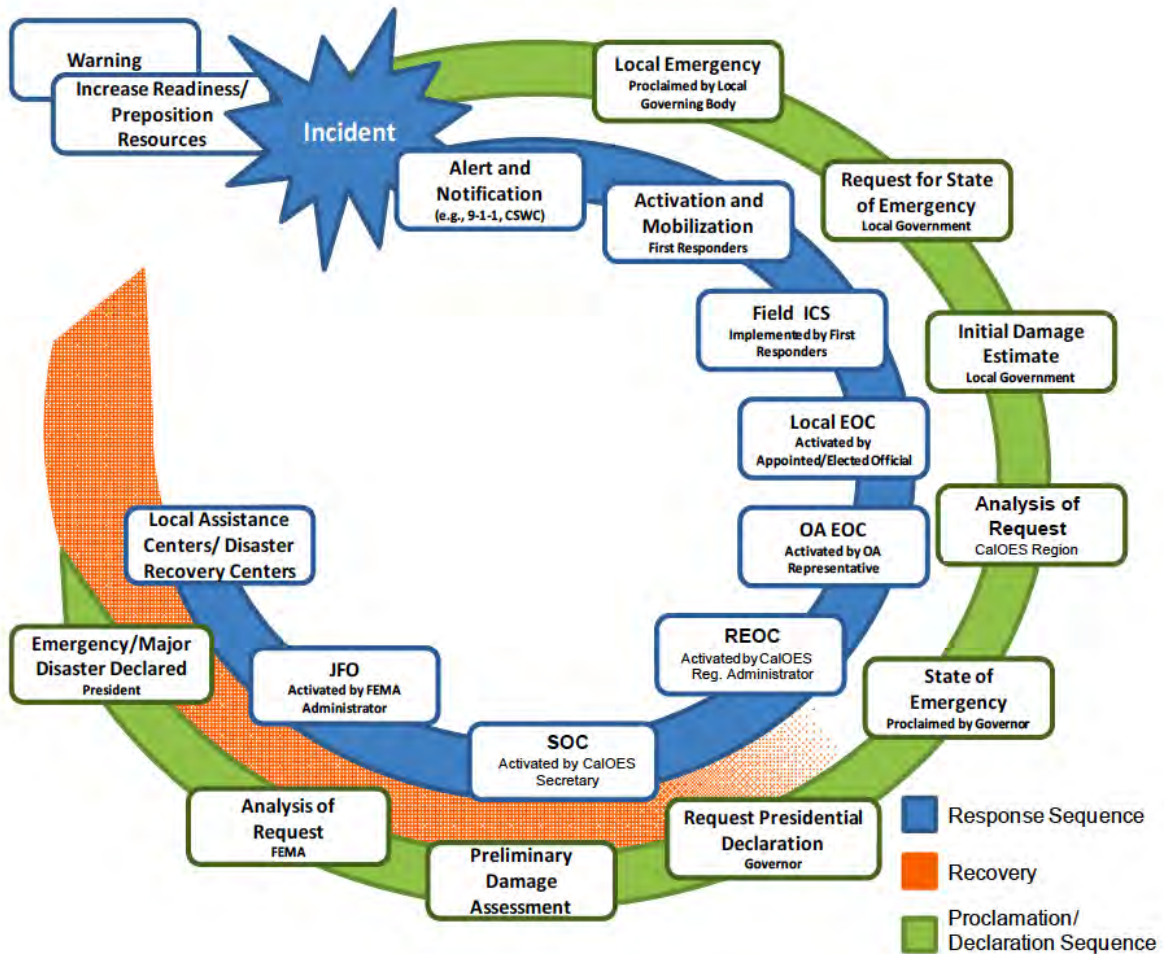 Warning
Increase Readiness/
Preposition
Resources
Incident
Local Emergency
Proclaimed by Local
Governing Body
Alert and
Notification
(e.g., 9-1-1, CSWC)
Activation and
Mobilization
First Responders
Request for State
of Emergency
Local Government
Field ICS
Implemented by First
Responders
Initial Damage
Estimate
Local Government
Local EOC
Activated by
Appointed/Elected Official
Analysis of
Request
CalOES Region
OA EOC
Activated by OA
Representative
Local Assistance
Centers/ Disaster
Recovery Centers
REOC
Activated by CalOES
Reg. Administrator
Emergency/Major
Disaster Declared
President
JFO
Activated by FEMA
Administrator
State of
Emergency
Proclaimed by Governor
SOC
Activated by CalOES
Secretary
Analysis of
Request
FEMA
Preliminary
Damage
Assessment
Request Presidential
Declaration
Governor
Response Sequence
Recovery
Proclamation/
Declaration Sequence